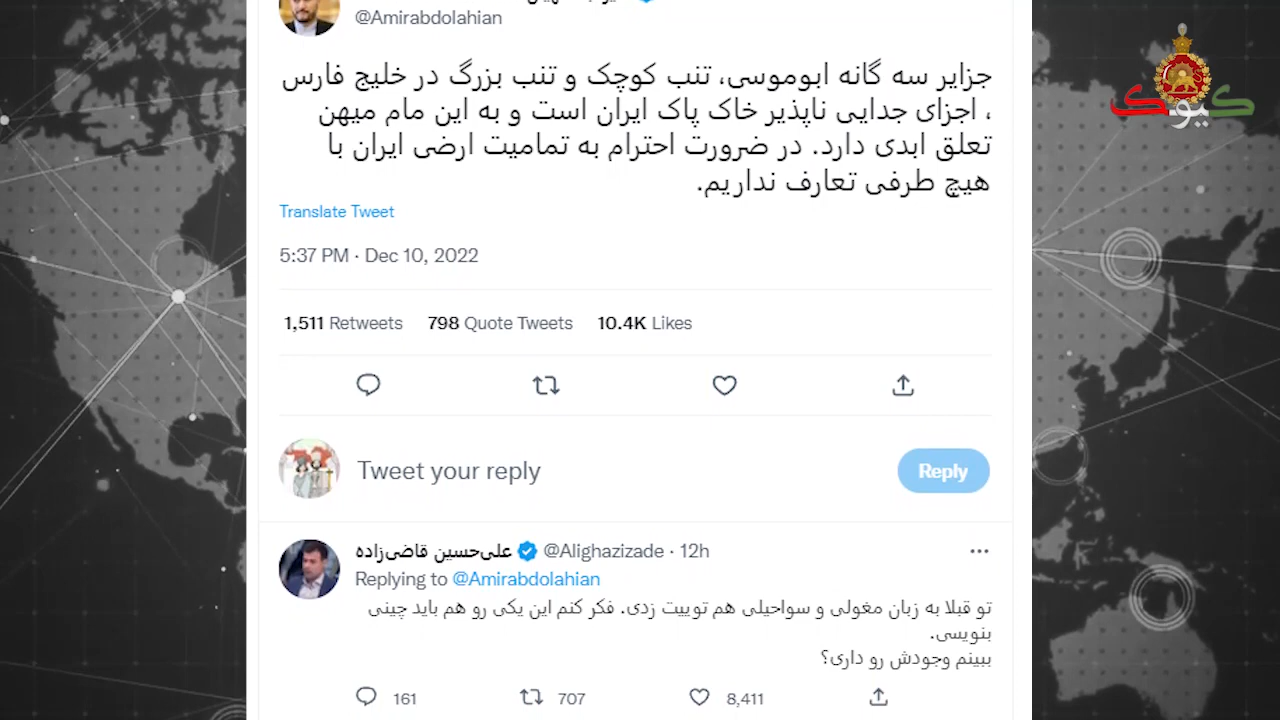 @Amirabdolahian
جزایر سه گانه ابوموسی، تنب کوچک و تنب بزرگ در خلیج فارس
، اجزای جدایی ناپذیر خاک پاک ایران است و به این مام میهن
تعلق ابدی دارد. در ضرورت احترام به تمامیت ارضی ایران با
هیچ طرفی تعارف نداریم.
Translate Tweet
5:37 PM · Dec 10, 2022
1,511 Retweets 798 Quote Tweets 10.4K Likes
Tweet your reply
Reply
علی‌حسین قاضی‌زاده @Alighazizade · 12h
Replying to @Amirabdolahian
تو قبلا به زبان مغولی و سواحیلی هم توییت زدی. فکر کنم این یکی رو هم باید چینی
بنویسی.
ببینم وجودش رو داری؟
161 707 8,411
کیوک